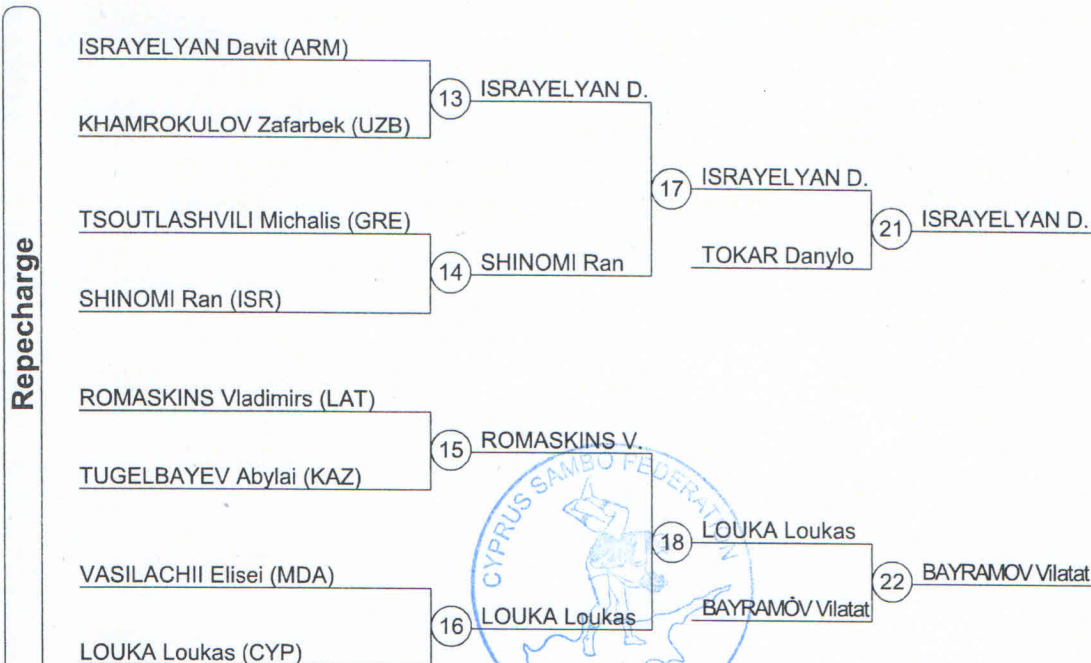 Repecharge
ISRAYELYAN Davit (ARM)
13 ISRAYELYAN D.
KHAMROKULOV Zafarbek (UZB)
17 ISRAYELYAN D.
TSOUTLASHVILI Michalis (GRE)
21 ISRAYELYAN D.
14 SHINOMI Ran
TOKAR Danylo
SHINOMI Ran (ISR)
ROMASKINS Vladimirs (LAT)
15 ROMASKINS V.
TUGELBAYEV Abylai (KAZ)
CYPRUS SAMBO FEDERATION
18 LOUKA Loukas
VASILACHII Elisei (MDA)
22 BAYRAMOV Vilatat
16 LOUKA Loukas
BAYRAMOV Vilatat
LOUKA Loukas (CYP)